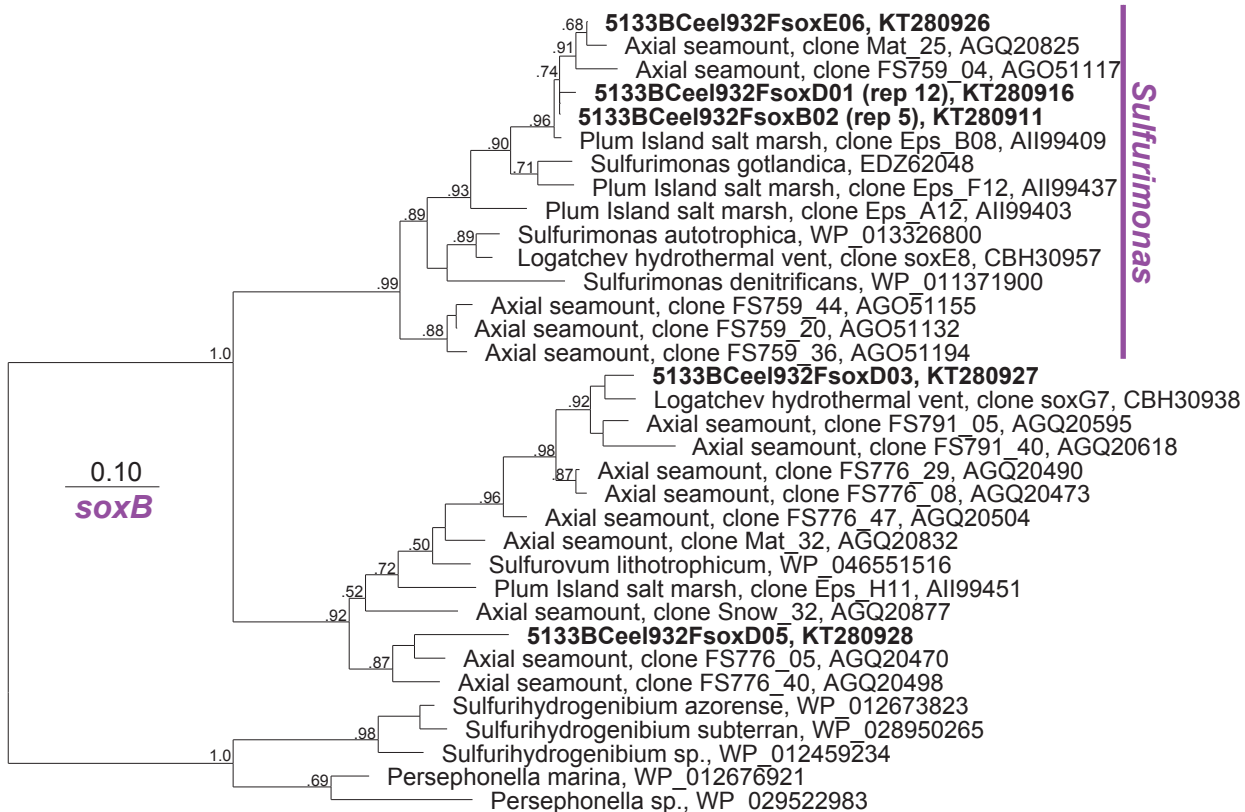 .68
5133BCeel932FsoxE06, KT280926
Axial seamount, clone Mat_25, AGQ20825
.91
Axial seamount, clone FS759_04, AGO51117
.74
5133BCeel932FsoxD01 (rep 12), KT280916
5133BCeel932FsoxB02 (rep 5), KT280911
.96
Plum Island salt marsh, clone Eps_B08, AII99409
.90
Sulfurimonas gotlandica, EDZ62048
.71
Plum Island salt marsh, clone Eps_F12, AII99437
.93
Plum Island salt marsh, clone Eps_A12, AII99403
.89
Sulfurimonas autotrophica, WP_013326800
.89
Logatchev hydrothermal vent, clone soxE8, CBH30957
Sulfurimonas denitrificans, WP_011371900
.99
Axial seamount, clone FS759_44, AGO51155
Axial seamount, clone FS759_20, AGO51132
.88
Axial seamount, clone FS759_36, AGO51194
1.0
Sulfurimonas
5133BCeel932FsoxD03, KT280927
Logatchev hydrothermal vent, clone soxG7, CBH30938
.92
Axial seamount, clone FS791_05, AGQ20595
Axial seamount, clone FS791_40, AGQ20618
.98
Axial seamount, clone FS776_29, AGQ20490
.87
Axial seamount, clone FS776_08, AGQ20473
.96
Axial seamount, clone FS776_47, AGQ20504
0.10
soxB
Axial seamount, clone Mat_32, AGQ20832
.50
Sulfurovum lithotrophicum, WP_046551516
.72
Plum Island salt marsh, clone Eps_H11, AII99451
.52
Axial seamount, clone Snow_32, AGQ20877
.92
5133BCeel932FsoxD05, KT280928
Axial seamount, clone FS776_05, AGQ20470
.87
Axial seamount, clone FS776_40, AGQ20498
Sulfurihydrogenibium azorense, WP_012673823
Sulfurihydrogenibium subterran, WP_028950265
.98
Sulfurihydrogenibium sp., WP_012459234
1.0
Persephonella marina, WP_012676921
.69
Persephonella sp., WP_029522983